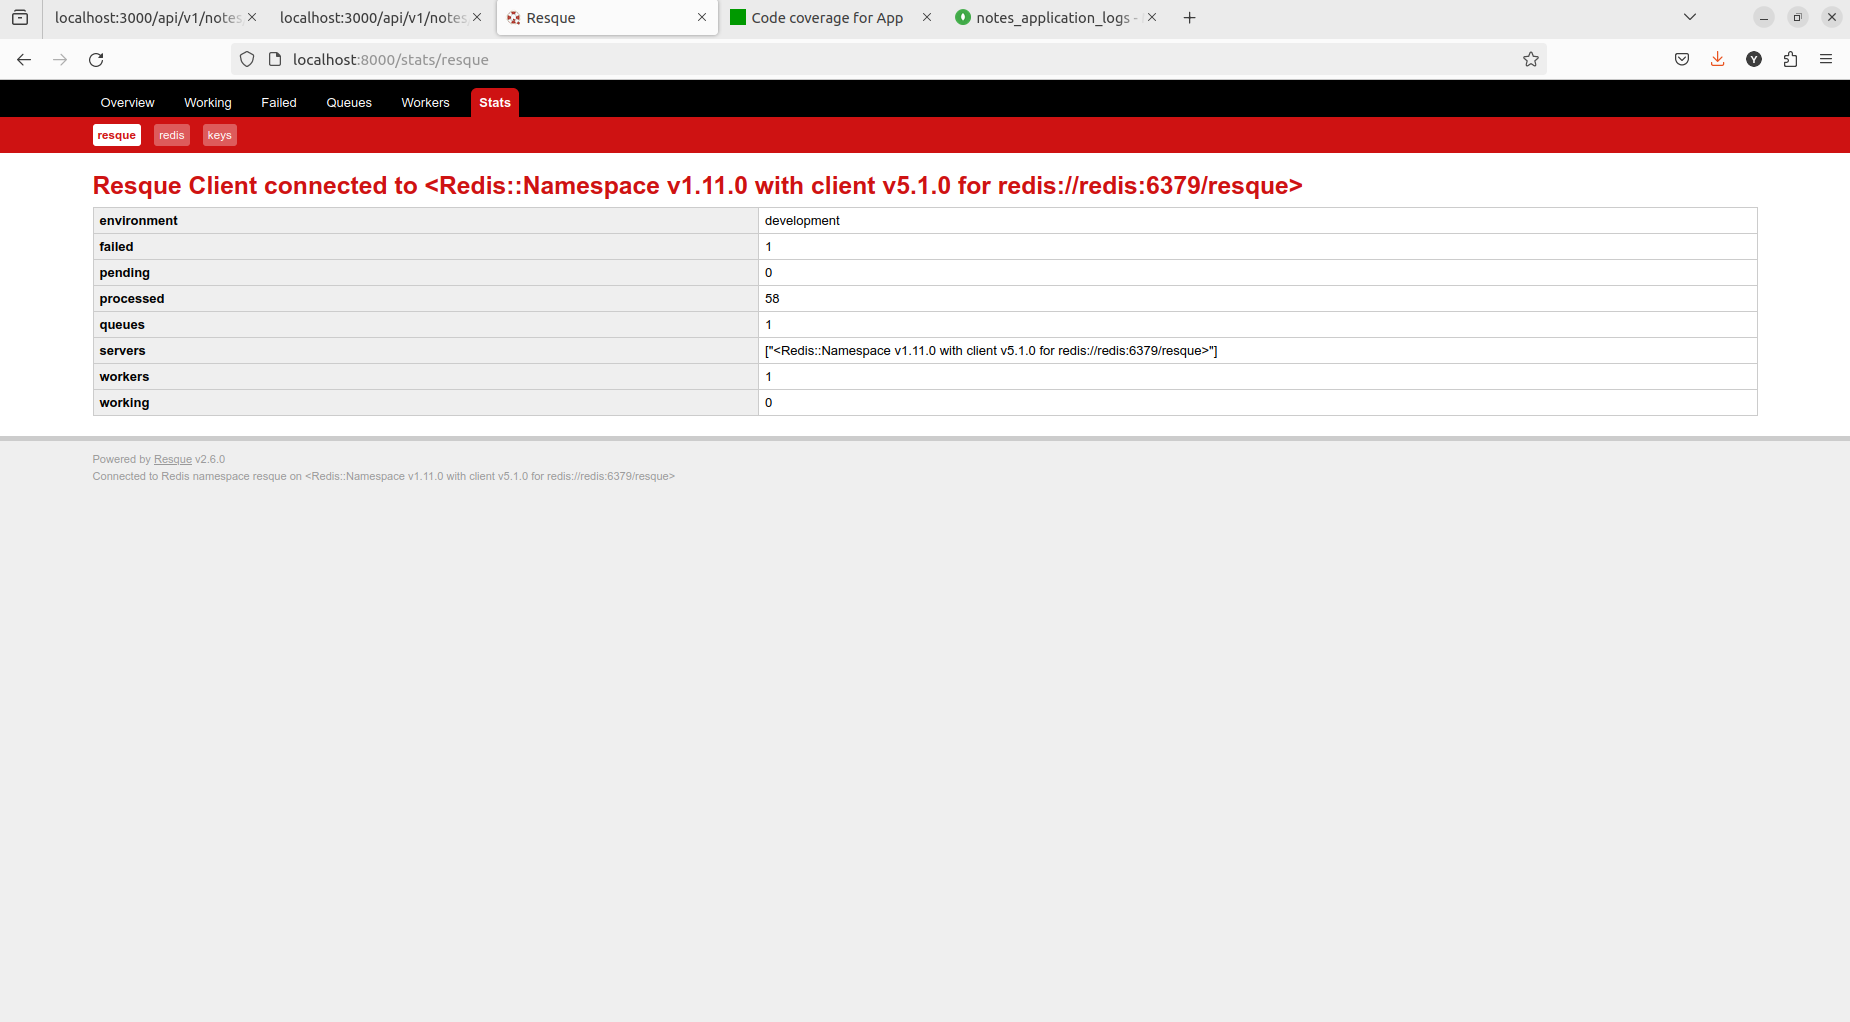 localhost:3000/api/v1/notes
localhost:3000/api/v1/notes
Resque
Code coverage for App
notes_application_logs -
localhost:8000/stats/resque
Y
Overview Working Failed Queues Workers Stats
resque redis keys
Resque Client connected to <Redis::Namespace v1.11.0 with client v5.1.0 for redis://redis:6379/resque>
environment development
failed 1
pending 0
processed 58
queues 1
servers ["<Redis::Namespace v1.11.0 with client v5.1.0 for redis://redis:6379/resque>"]
workers 1
working 0
Powered by Resque v2.6.0
Connected to Redis namespace resque on <Redis::Namespace v1.11.0 with client v5.1.0 for redis://redis:6379/resque>